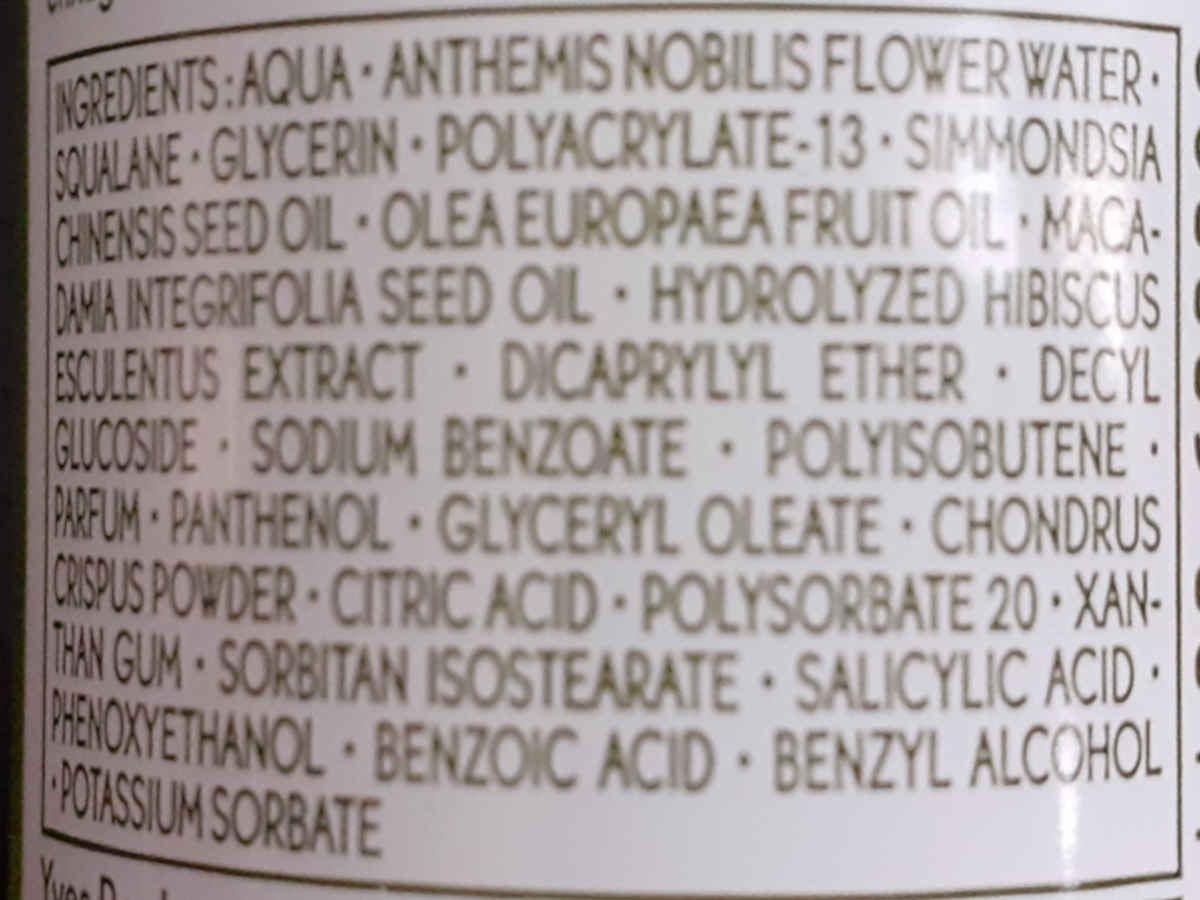 INGREDIENTS : AQUA · ANTHEMIS NOBILIS FLOWER WATER ·
SQUALANE · GLYCERIN · POLYACRYLATE-13 · SIMMONDSIA
CHINENSIS SEED OIL · OLEA EUROPAEA FRUIT OIL · MACA-
DAMIA INTEGRIFOLIA SEED OIL · HYDROLYZED HIBISCUS
ESCULENTUS EXTRACT · DICAPRYLYL ETHER · DECYL
GLUCOSIDE · SODIUM BENZOATE · POLYISOBUTENE ·
PARFUM · PANTHENOL · GLYCERYL OLEATE · CHONDRUS
CRISPUS POWDER · CITRIC ACID · POLYSORBATE 20 · XAN-
THAN GUM · SORBITAN ISOSTEARATE · SALICYLIC ACID ·
PHENOXYETHANOL · BENZOIC ACID · BENZYL ALCOHOL
· POTASSIUM SORBATE
Yves